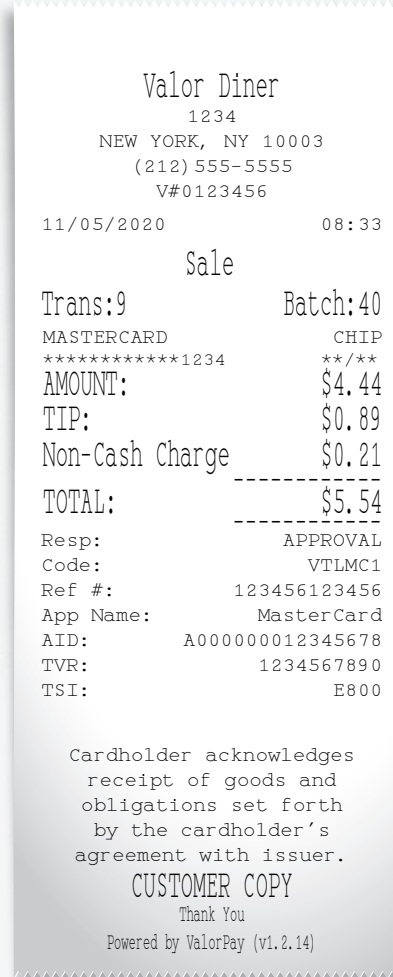 Valor Diner
1234
NEW YORK, NY 10003
(212)555-5555
V#0123456
11/05/2020 08:33
Sale
Trans:9 Batch:40
MASTERCARD CHIP
************1234 **/**
AMOUNT: $4.44
TIP: $0.89
Non-Cash Charge $0.21
------------
TOTAL: $5.54
------------
Resp: APPROVAL
Code: VTLMC1
Ref #: 123456123456
App Name: MasterCard
AID: A000000012345678
TVR: 1234567890
TSI: E800
Cardholder acknowledges
receipt of goods and
obligations set forth
by the cardholder’s
agreement with issuer.
CUSTOMER COPY
Thank You
Powered by ValorPay (v1.2.14)